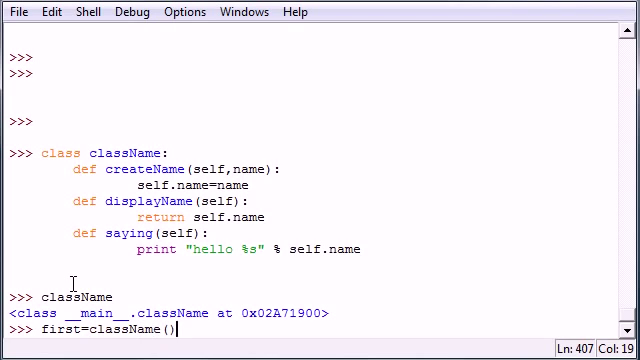 File Edit Shell Debug Options Windows Help
>>>
>>>
>>>
>>> class className:
def createName(self,name):
self.name=name
def displayName(self):
return self.name
def saying(self):
print "hello %s" % self.name
>>> className
<class __main__.className at 0x02A71900>
>>> first=className()
Ln: 407 Col: 19